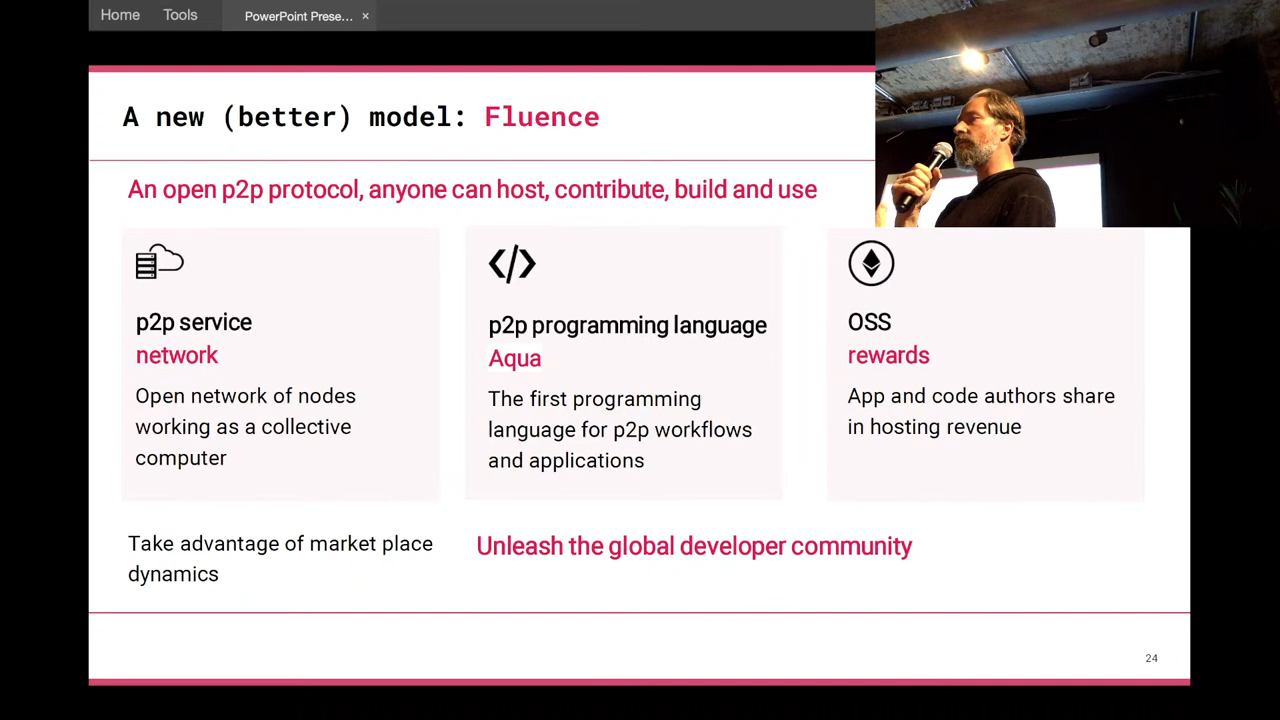 Home Tools PowerPoint Prese... ×
A new (better) model: Fluence
An open p2p protocol, anyone can host, contribute, build and use
p2p service
network
Open network of nodes
working as a collective
computer
p2p programming language
Aqua
The first programming
language for p2p workflows
and applications
OSS
rewards
App and code authors share
in hosting revenue
Take advantage of market place
dynamics
Unleash the global developer community
24